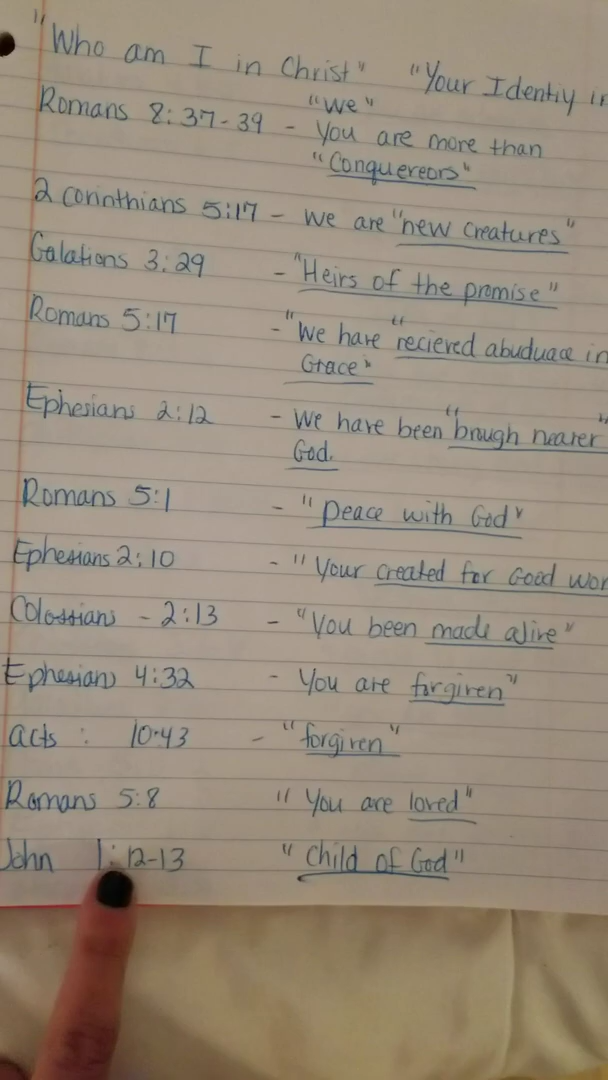 "Who am I in Christ" "Your Identiy in
"We"
Romans 8:37-39 - You are more than
"Conquereors"
2 Corinthians 5:17 - We are "new creatures"
Galations 3:29 - "Heirs of the promise"
Romans 5:17 - "We have "recieved abuduace in
Grace"
Ephesians 2:12 - We have been "brough nearer"
God.
Romans 5:1 - "Peace with God"
Ephesians 2:10 - "Your created for Good wor
Colossians - 2:13 - "You been made alive"
Ephesians 4:32 - You are forgiven"
acts : 10:43 - "forgiven"
Romans 5:8 "You are loved"
John 1:12-13 "Child of God"